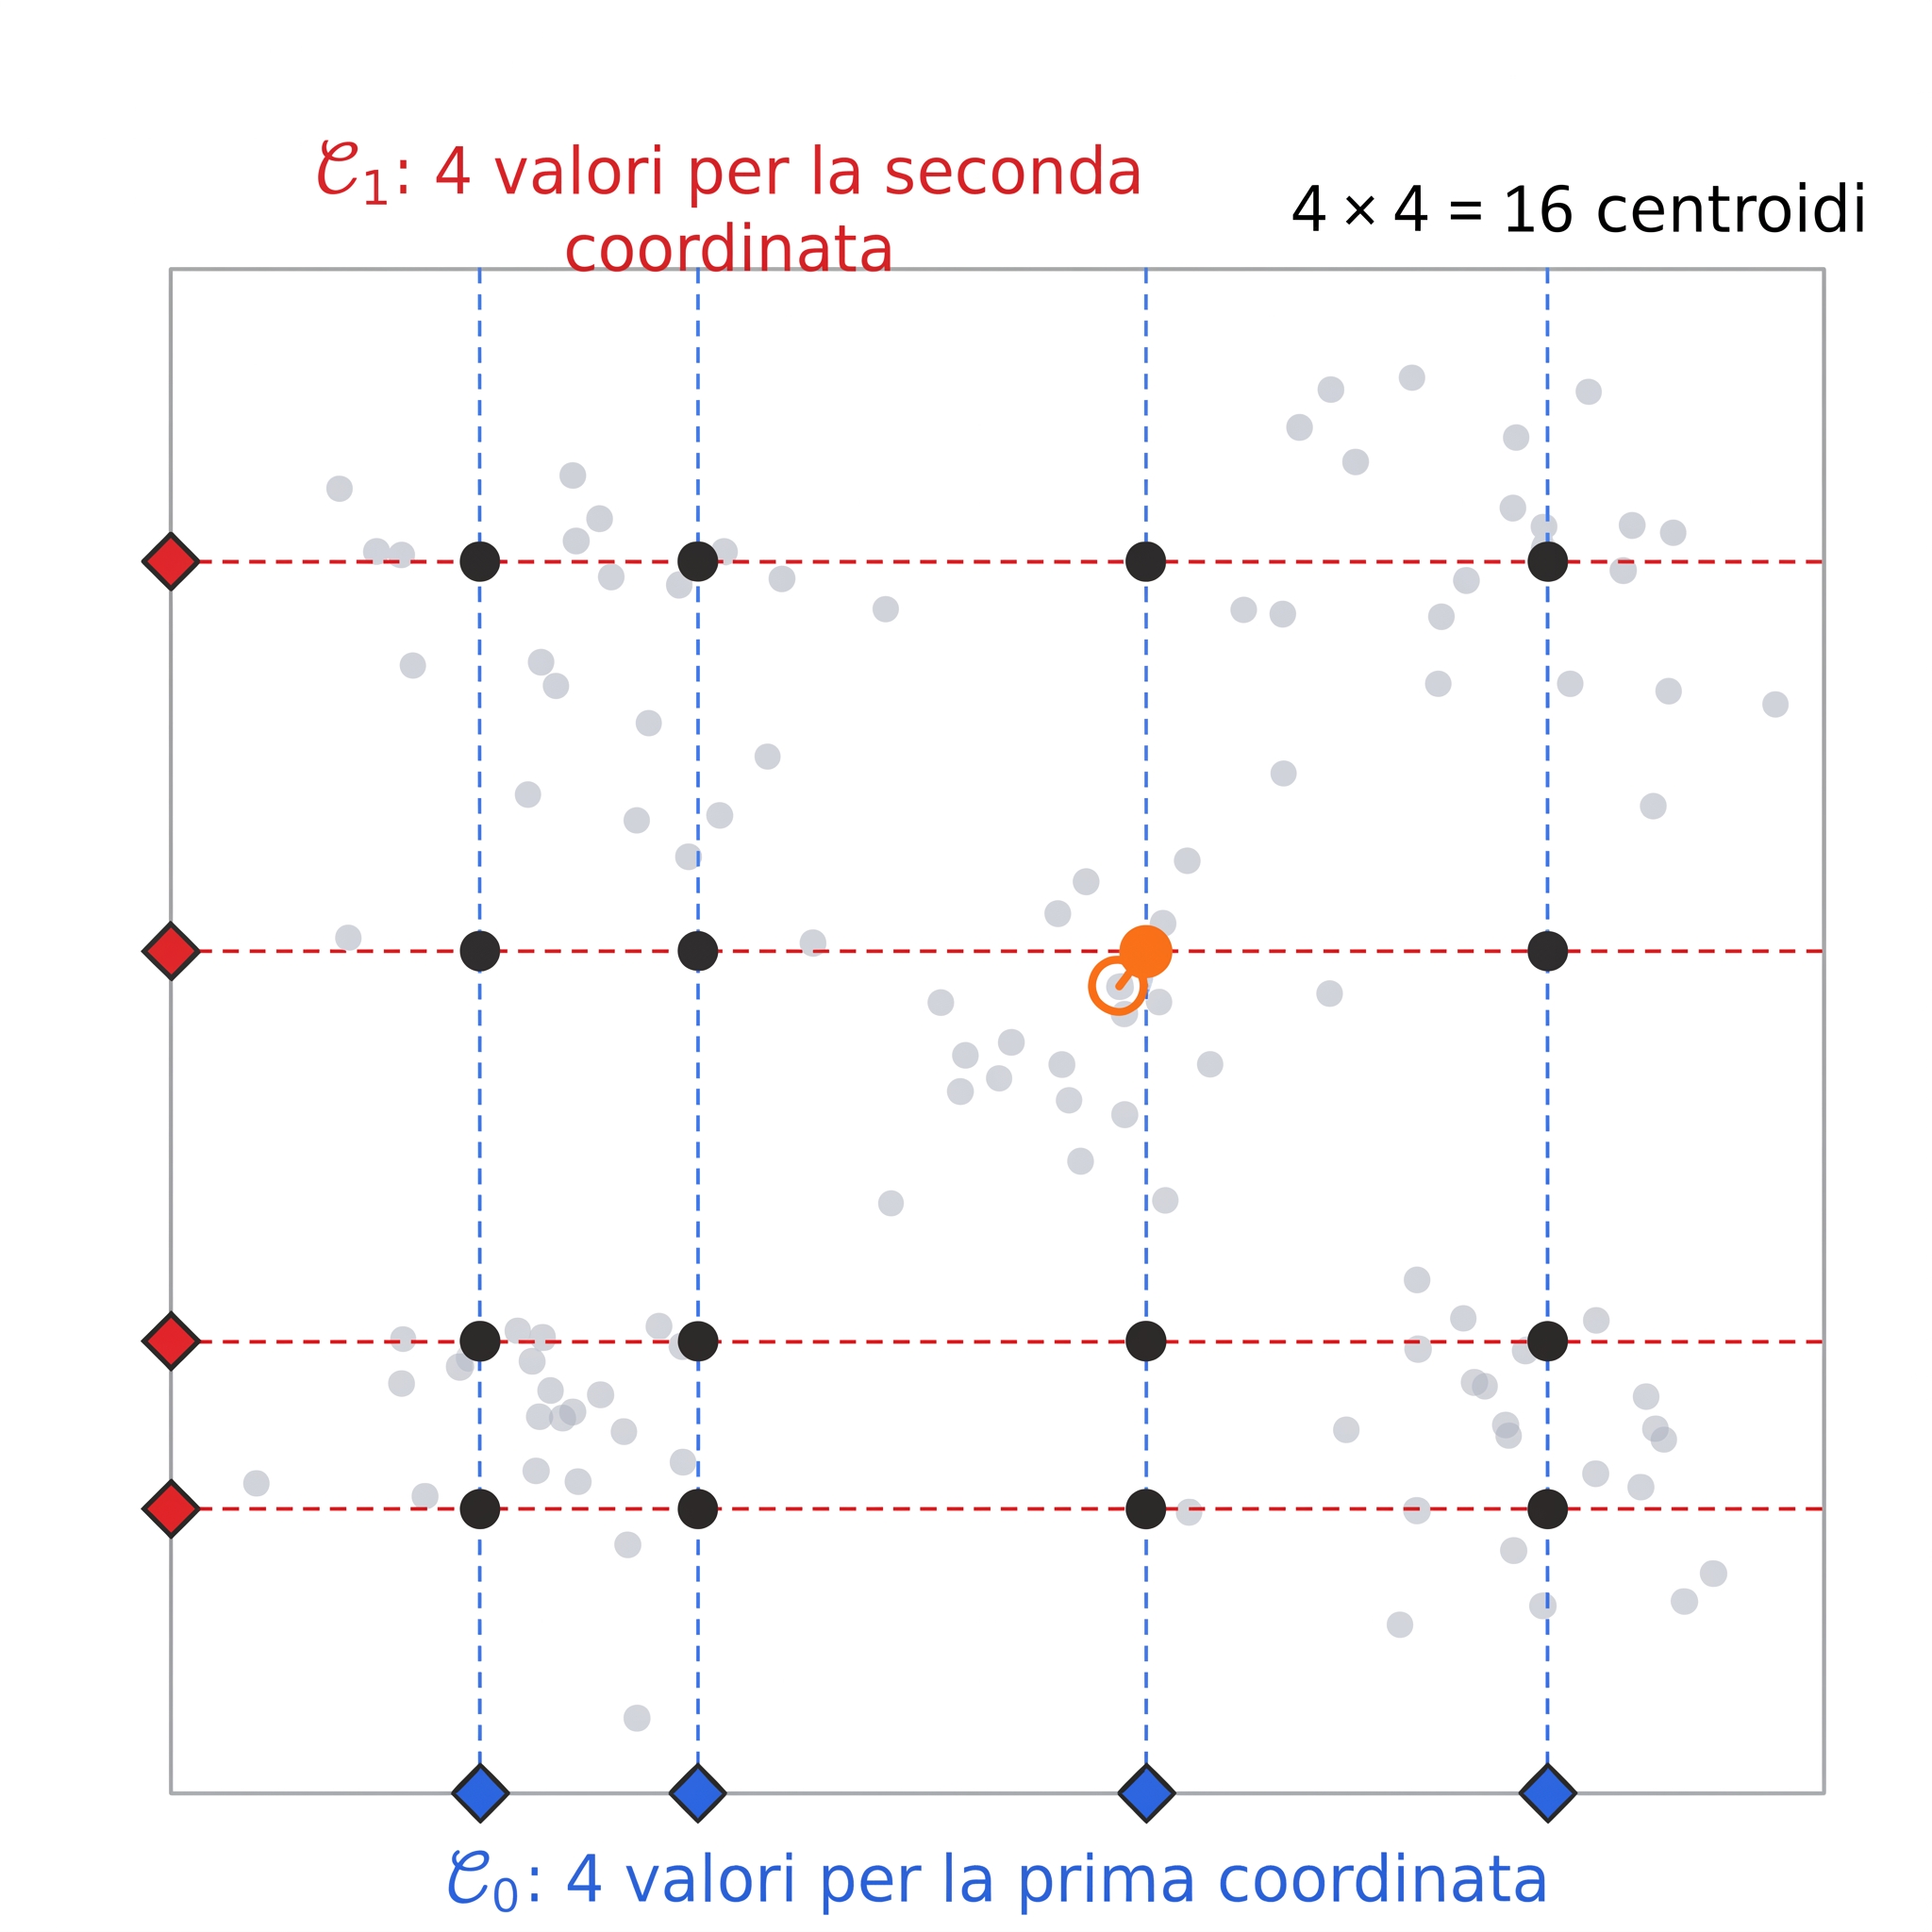 𝒞₁: 4 valori per la seconda
coordinata
4 × 4 = 16 centroidi
𝒞₀: 4 valori per la prima coordinata